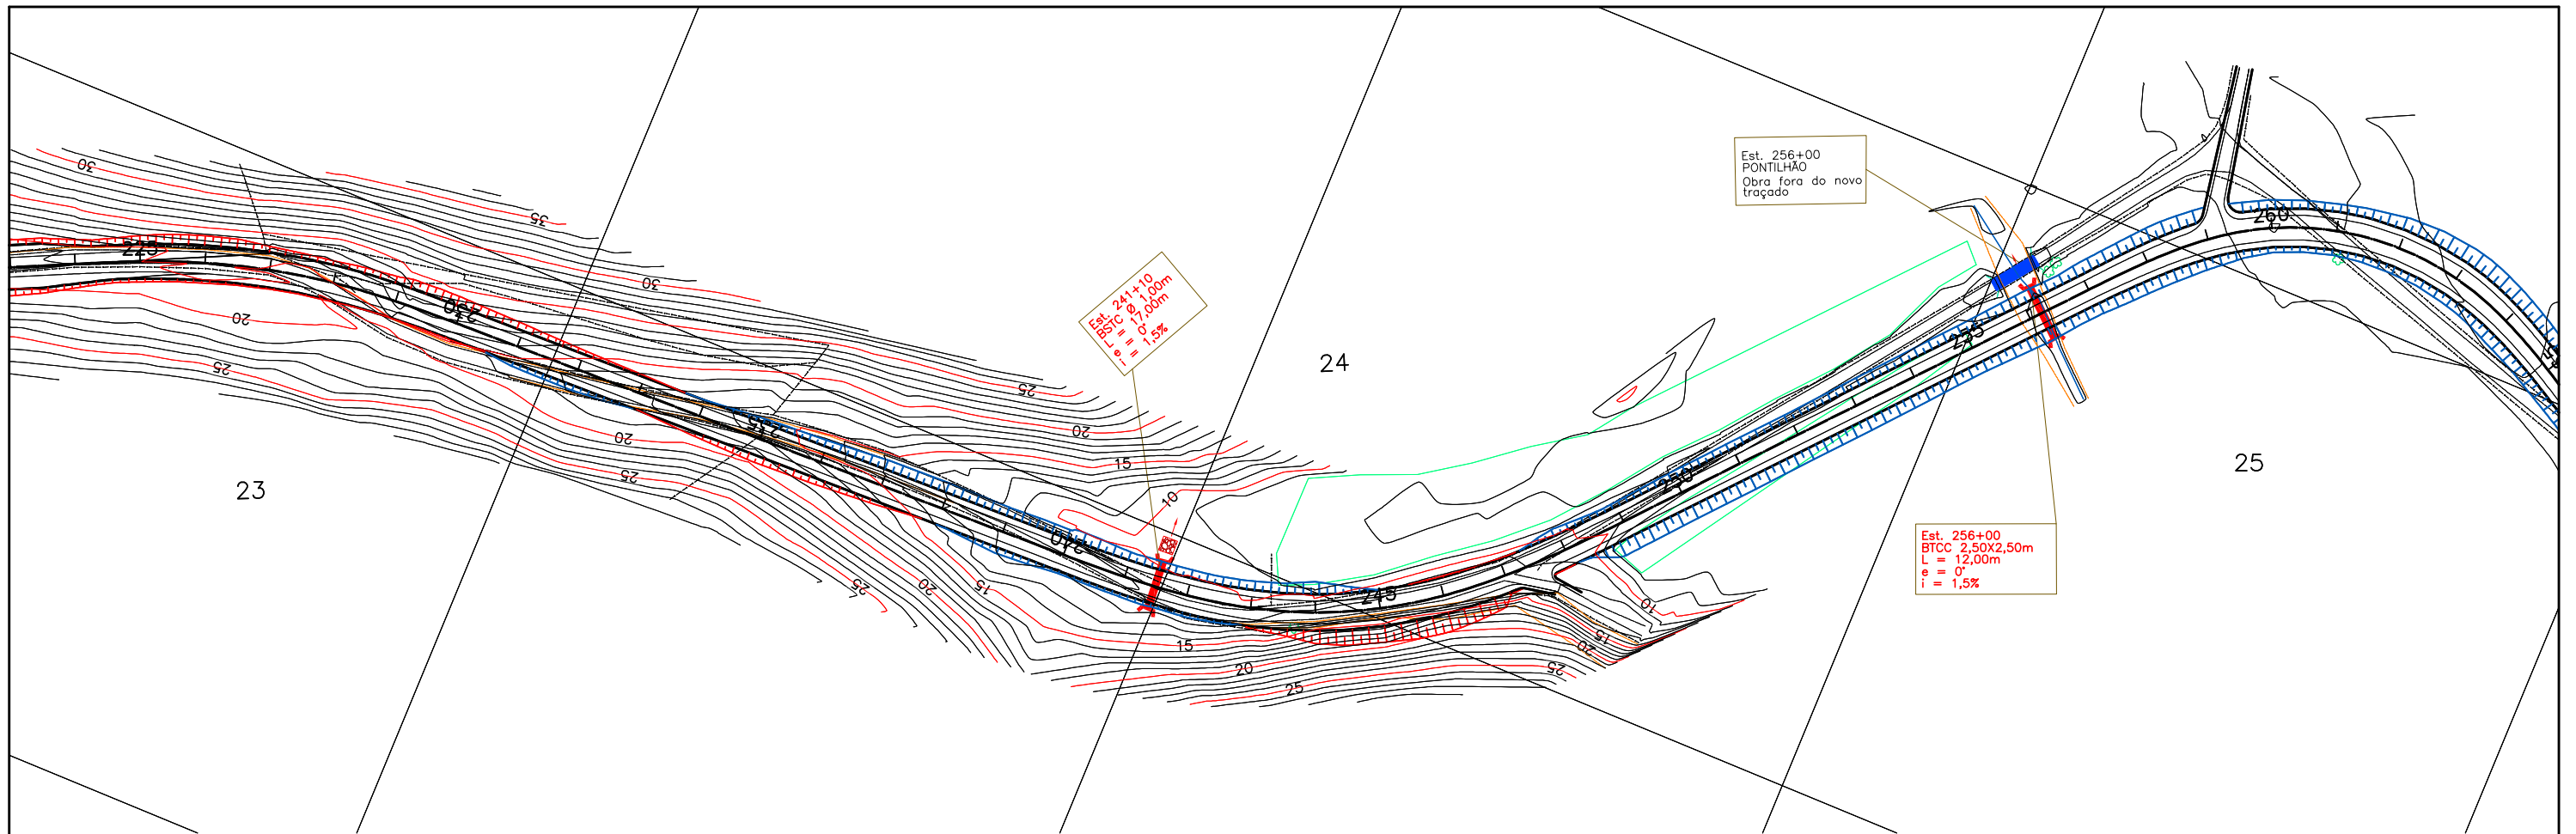 30
35
225
30
230
20
25
23
20
25
235
25
20
15
Est. 241+10
BSTC Ø 1,00m
L = 17,00m
e = 0°
i = 1,5%
24
10
240
25
20
15
245
15
20
25
25
20
15
10
250
255
Est. 256+00
PONTILHÃO
Obra fora do novo
traçado
Est. 256+00
BTCC 2,50X2,50m
L = 12,00m
e = 0°
i = 1,5%
260
25